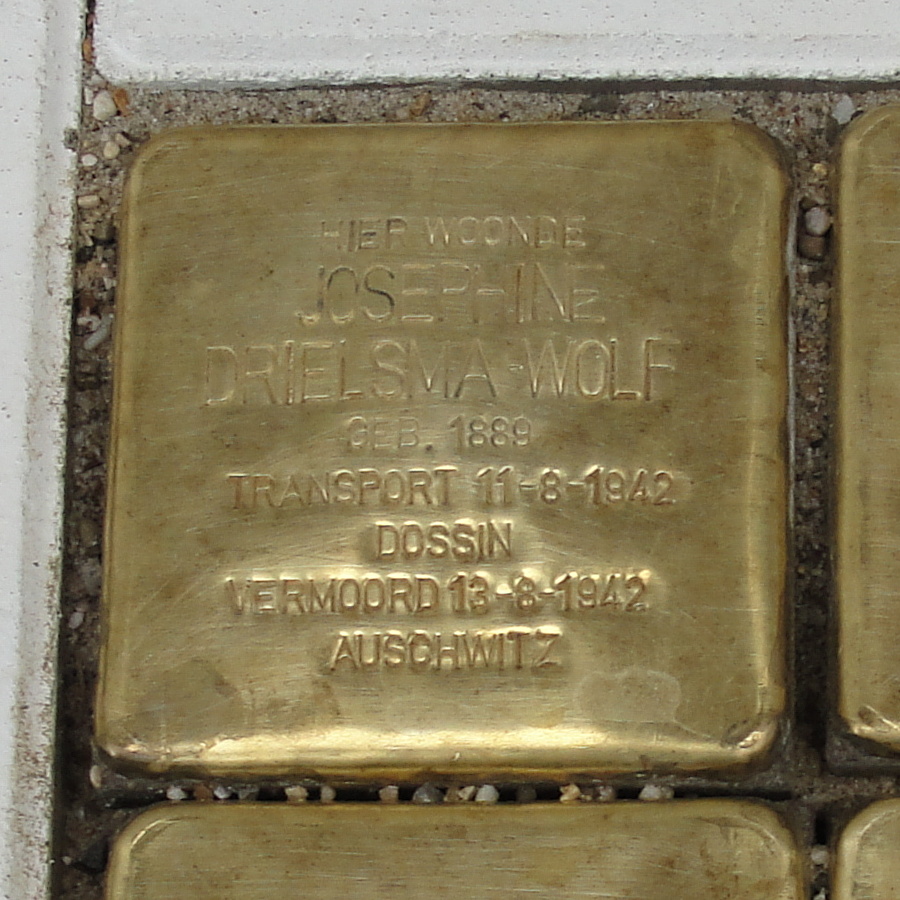 HIER WOONDE
JOSEPHINE
DRIELSMA-WOLF
GEB. 1889
TRANSPORT 11-8-1942
DOSSIN
VERMOORD 13-8-1942
AUSCHWITZ